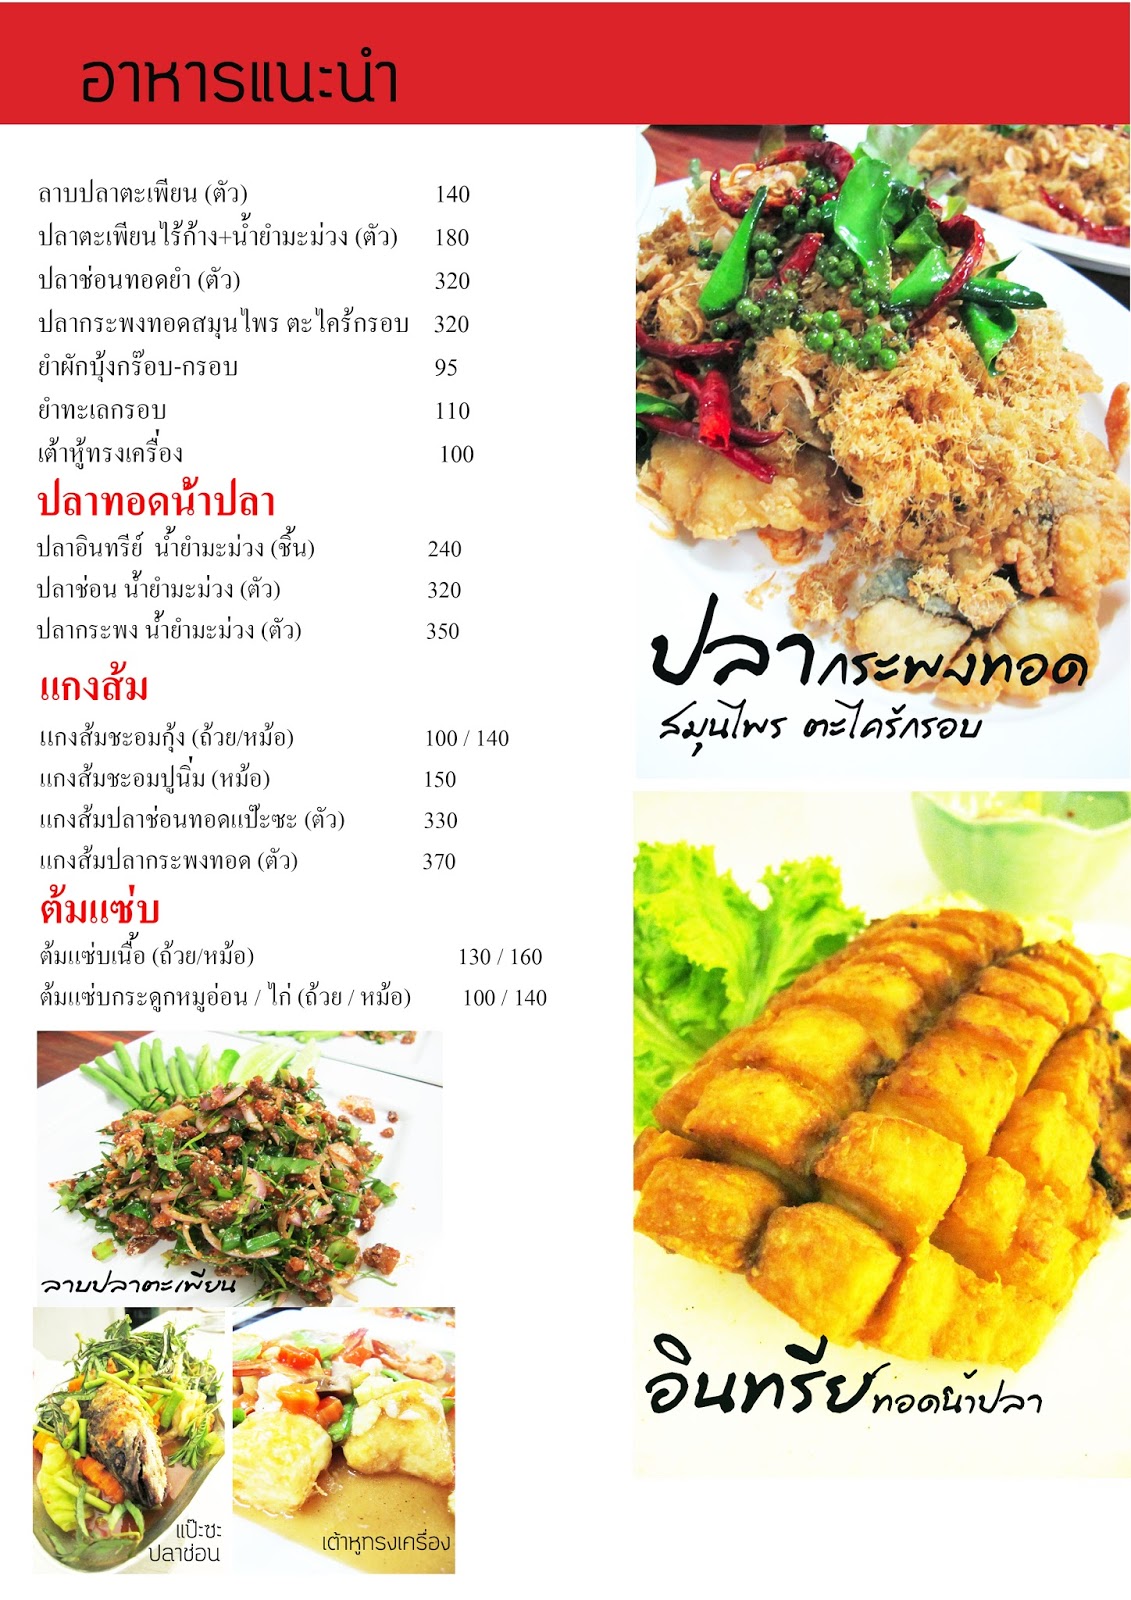 อาหารแนะนำ
ลาบปลาตะเพียน (ตัว) 140
ปลาตะเพียนไร้ก้าง+น้ำยำมะม่วง (ตัว) 180
ปลาช่อนทอดยำ (ตัว) 320
ปลากระพงทอดสมุนไพร ตะไคร้กรอบ 320
ยำผักบุ้งกร๊อบ-กรอบ 95
ยำทะเลกรอบ 110
เต้าหู้ทรงเครื่อง 100
ปลาทอดน้ำปลา
ปลาอินทรีย์ น้ำยำมะม่วง (ชิ้น) 240
ปลาช่อน น้ำยำมะม่วง (ตัว) 320
ปลากระพง น้ำยำมะม่วง (ตัว) 350
แกงส้ม
แกงส้มชะอมกุ้ง (ถ้วย/หม้อ) 100 / 140
แกงส้มชะอมปูนิ่ม (หม้อ) 150
แกงส้มปลาช่อนทอดแป๊ะซะ (ตัว) 330
แกงส้มปลากระพงทอด (ตัว) 370
ต้มแซ่บ
ต้มแซ่บเนื้อ (ถ้วย/หม้อ) 130 / 160
ต้มแซ่บกระดูกหมูอ่อน / ไก่ (ถ้วย / หม้อ) 100 / 140
ปลากระพงทอด
สมุนไพร ตะไคร้กรอบ
ลาบปลาตะเพียน
อินทรีย์ทอดน้ำปลา
แป๊ะซะ
ปลาช่อน
เต้าหูทรงเครื่อง